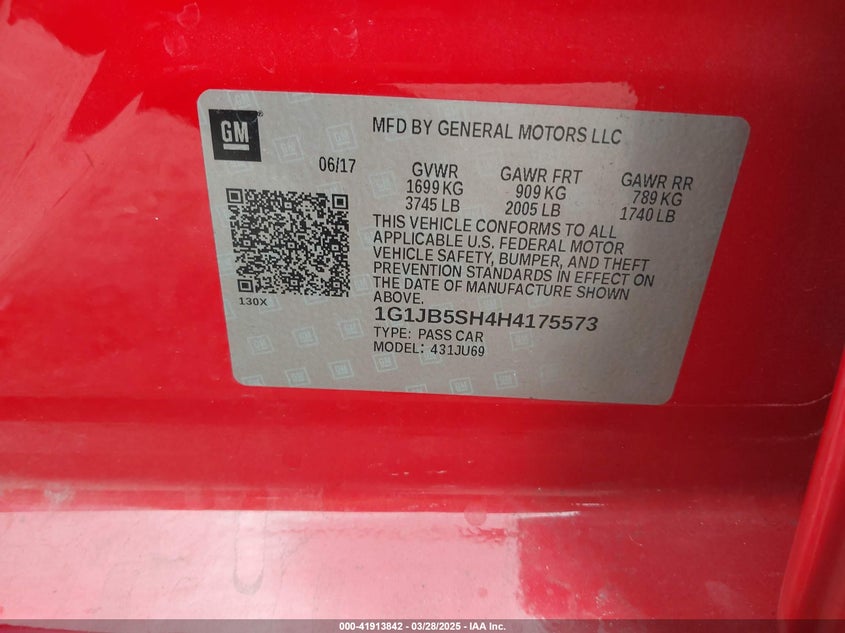 GM
MFD BY GENERAL MOTORS LLC
06/17
GVWR GAWR FRT GAWR RR
1699 KG 909 KG 789 KG
3745 LB 2005 LB 1740 LB
THIS VEHICLE CONFORMS TO ALL
APPLICABLE U.S. FEDERAL MOTOR
VEHICLE SAFETY, BUMPER, AND THEFT
PREVENTION STANDARDS IN EFFECT ON
THE DATE OF MANUFACTURE SHOWN
ABOVE.
130X
1G1JB5SH4H4175573
TYPE: PASS CAR
MODEL: 431JU69
000-41913842 / 03/28/2025 - IAA Inc.